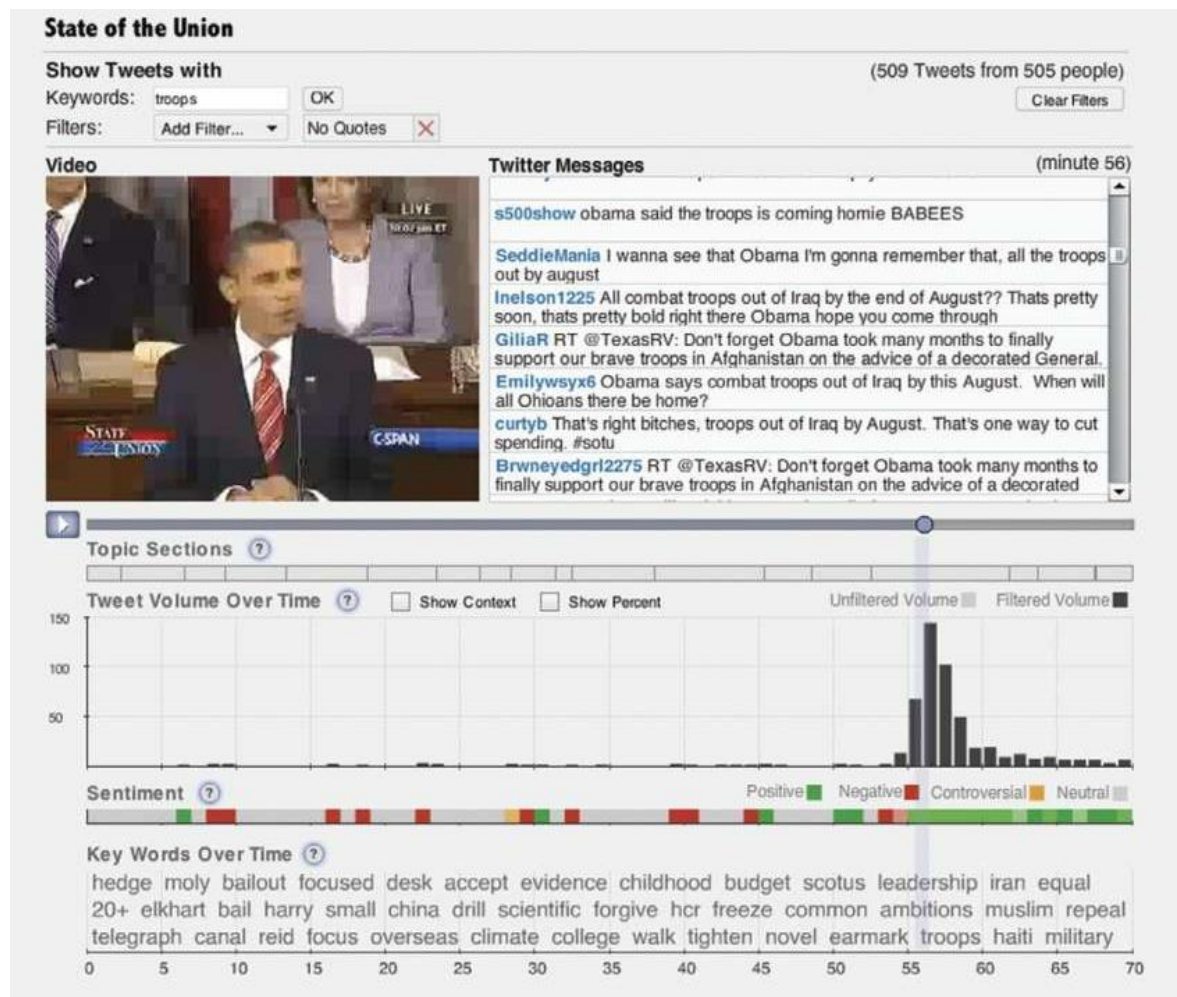 State of the Union
Show Tweets with
(509 Tweets from 505 people)
Keywords:
troops
OK
Clear Filters
Filters:
Add Filter...
No Quotes
Video
Twitter Messages
(minute 56)
LIVE
STATE
UNION
C-SPAN
s500show obama said the troops is coming homie BABEES
SeddieMania I wanna see that Obama I'm gonna remember that, all the troops
out by august
lnelson1225 All combat troops out of Iraq by the end of August?? Thats pretty
soon, thats pretty bold right there Obama hope you come through
GiliaR RT @TexasRV: Don't forget Obama took many months to finally
support our brave troops in Afghanistan on the advice of a decorated General.
Emilywsyx6 Obama says combat troops out of Iraq by this August. When will
all Ohioans there be home?
curtyb That's right bitches, troops out of Iraq by August. That's one way to cut
spending. #sotu
Brwneyedgrl2275 RT @TexasRV: Don't forget Obama took many months to
finally support our brave troops in Afghanistan on the advice of a decorated
Topic Sections ?
Tweet Volume Over Time ?
Show Context
Show Percent
Unfiltered Volume
Filtered Volume
150
100
50
Sentiment ?
Positive
Negative
Controversial
Neutral
Key Words Over Time ?
hedge moly bailout focused desk accept evidence childhood budget scotus leadership iran equal
20+ elkhart bail harry small china drill scientific forgive hcr freeze common ambitions muslim repeal
telegraph canal reid focus overseas climate college walk tighten novel earmark troops haiti military
0 5 10 15 20 25 30 35 40 45 50 55 60 65 70